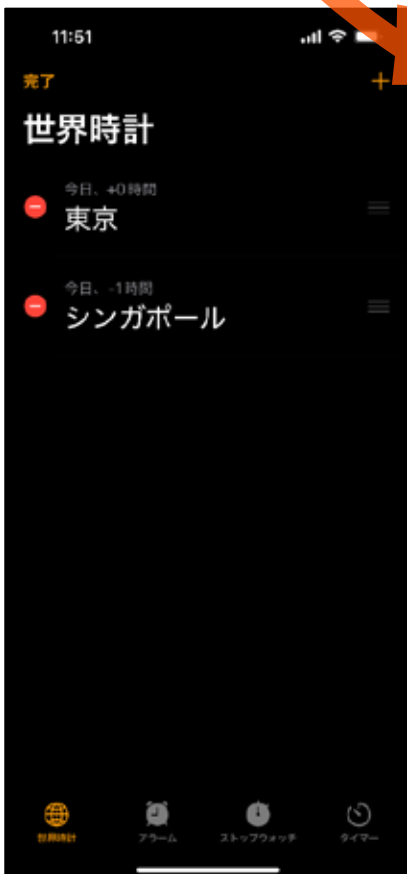 11:51
完了
+
世界時計
今日、+0時間
東京
今日、-1時間
シンガポール
世界時計 アラーム ストップウォッチ タイマー